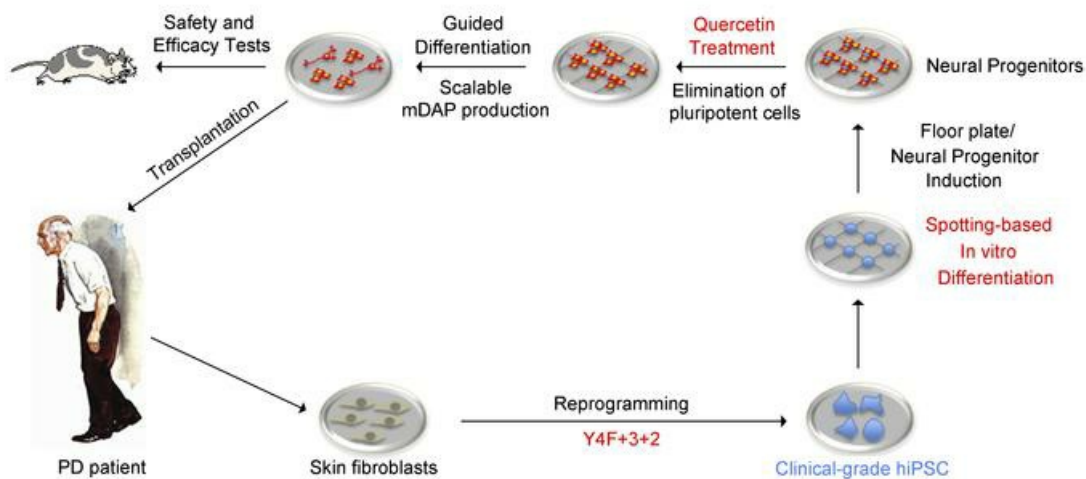 Safety and
Efficacy Tests
Guided
Differentiation
Scalable
mDAP production
Quercetin
Treatment
Elimination of
pluripotent cells
Neural Progenitors
Floor plate/
Neural Progenitor
Induction
Transplantation
Spotting-based
In vitro
Differentiation
Reprogramming
Y4F+3+2
PD patient
Skin fibroblasts
Clinical-grade hiPSC